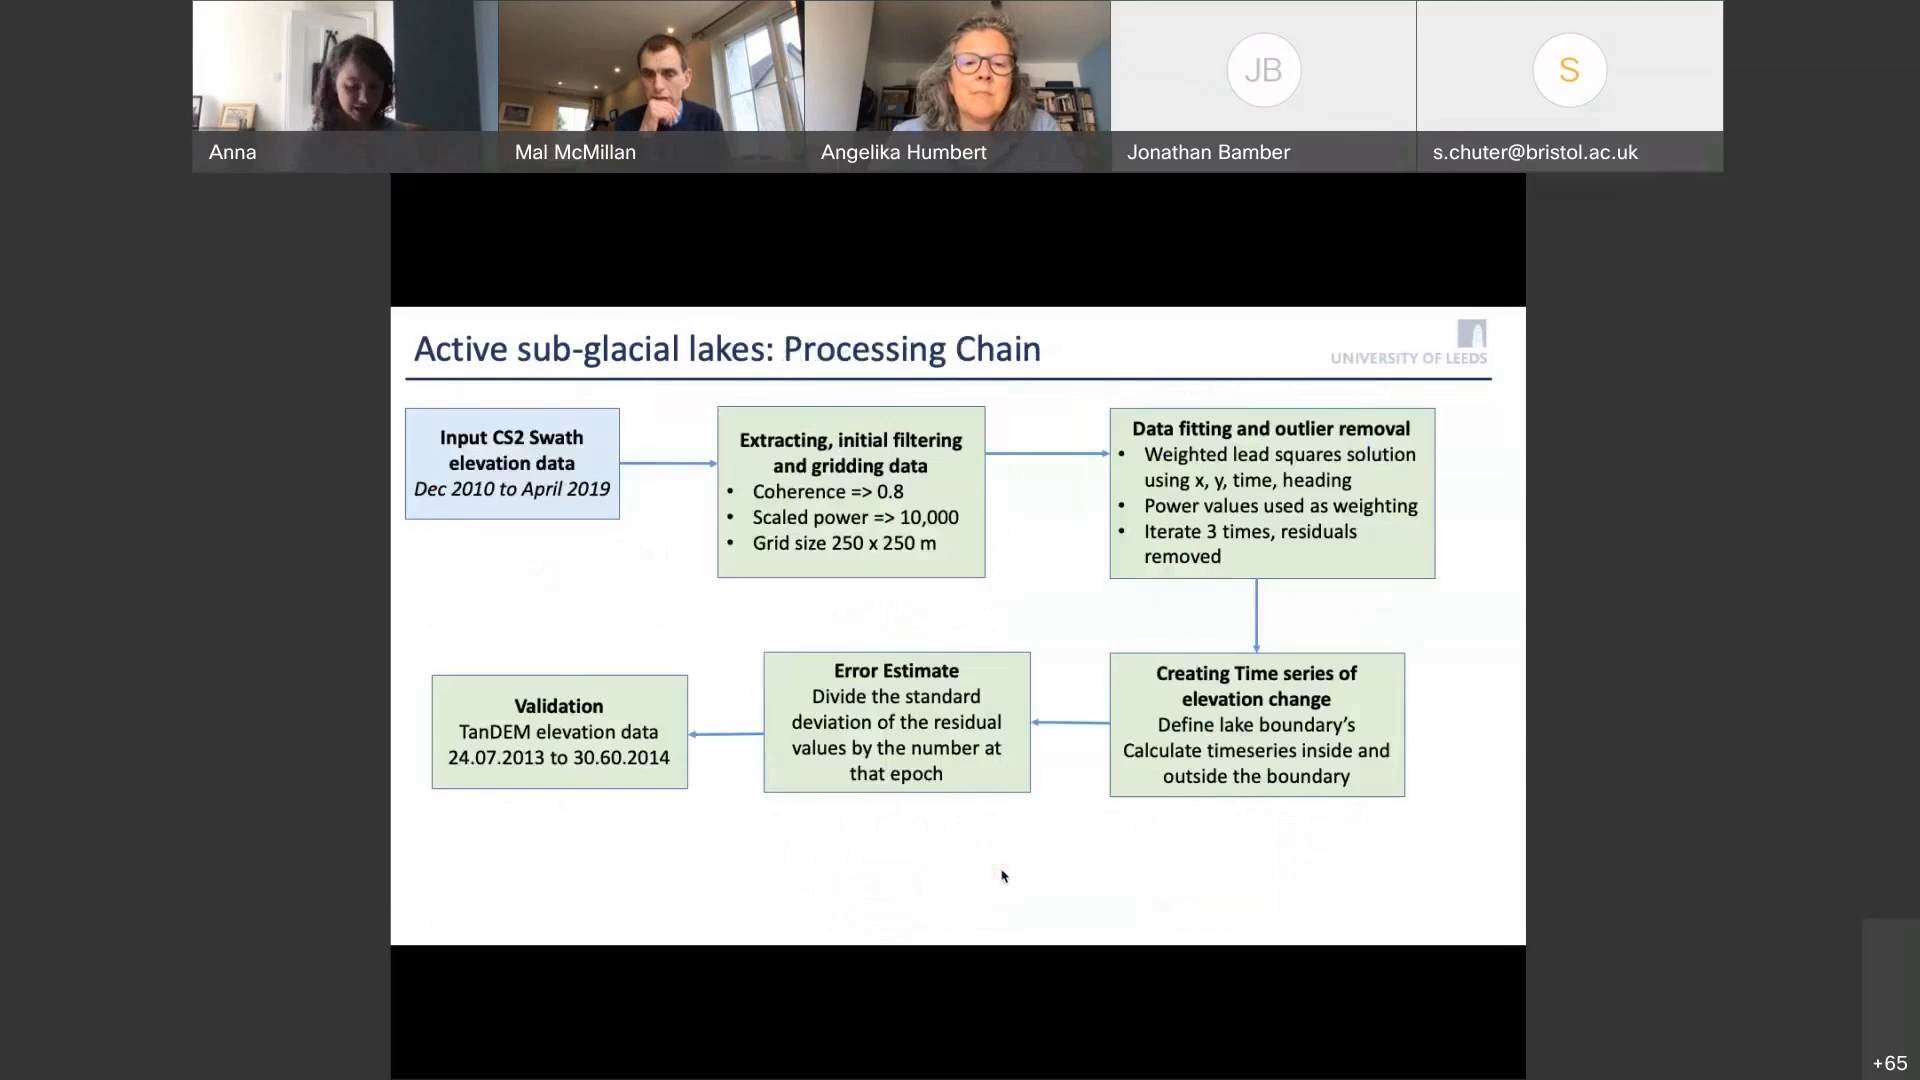 Anna
Mal McMillan
Angelika Humbert
JB
Jonathan Bamber
S
s.chuter@bristol.ac.uk
Active sub-glacial lakes: Processing Chain
UNIVERSITY OF LEEDS
Input CS2 Swath
elevation data
Dec 2010 to April 2019
Extracting, initial filtering
and gridding data
• Coherence => 0.8
• Scaled power => 10,000
• Grid size 250 x 250 m
Data fitting and outlier removal
• Weighted lead squares solution
using x, y, time, heading
• Power values used as weighting
• Iterate 3 times, residuals
removed
Creating Time series of
elevation change
Define lake boundary’s
Calculate timeseries inside and
outside the boundary
Error Estimate
Divide the standard
deviation of the residual
values by the number at
that epoch
Validation
TanDEM elevation data
24.07.2013 to 30.60.2014
+65